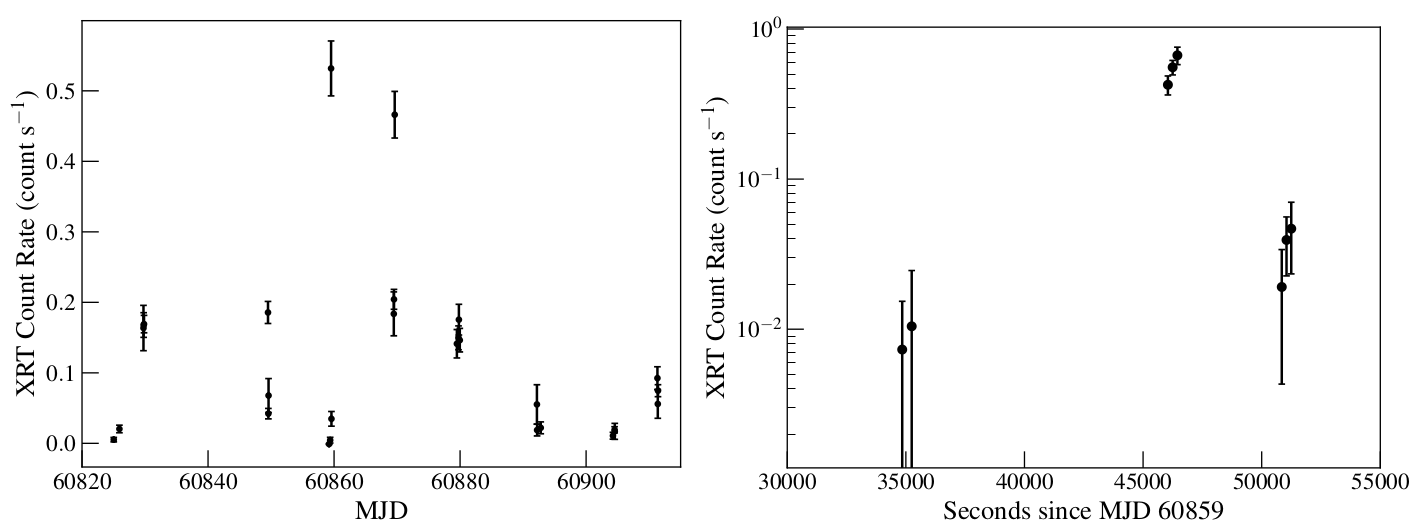 XRT Count Rate (count s⁻¹)
0.5
0.4
0.3
0.2
0.1
0.0
60820 60840 60860 60880 60900
MJD
XRT Count Rate (count s⁻¹)
10⁰
10⁻¹
10⁻²
30000 35000 40000 45000 50000 55000
Seconds since MJD 60859